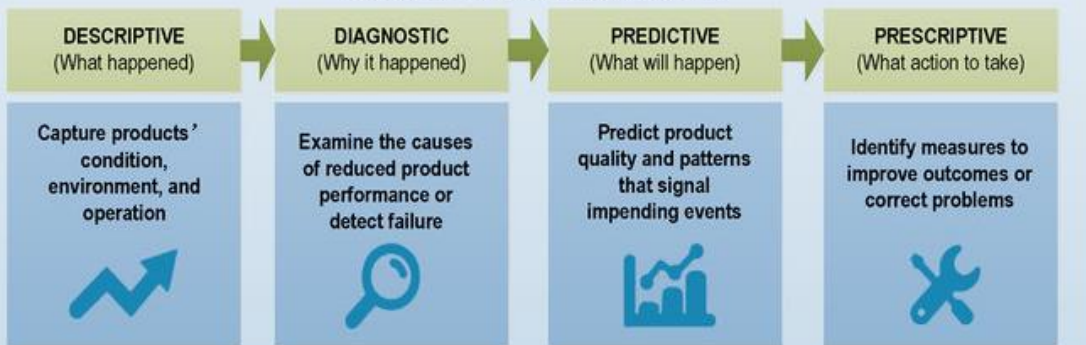 DESCRIPTIVE
(What happened)
DIAGNOSTIC
(Why it happened)
PREDICTIVE
(What will happen)
PRESCRIPTIVE
(What action to take)
Capture products’
condition,
environment, and
operation
Examine the causes
of reduced product
performance or
detect failure
Predict product
quality and patterns
that signal
impending events
Identify measures to
improve outcomes or
correct problems